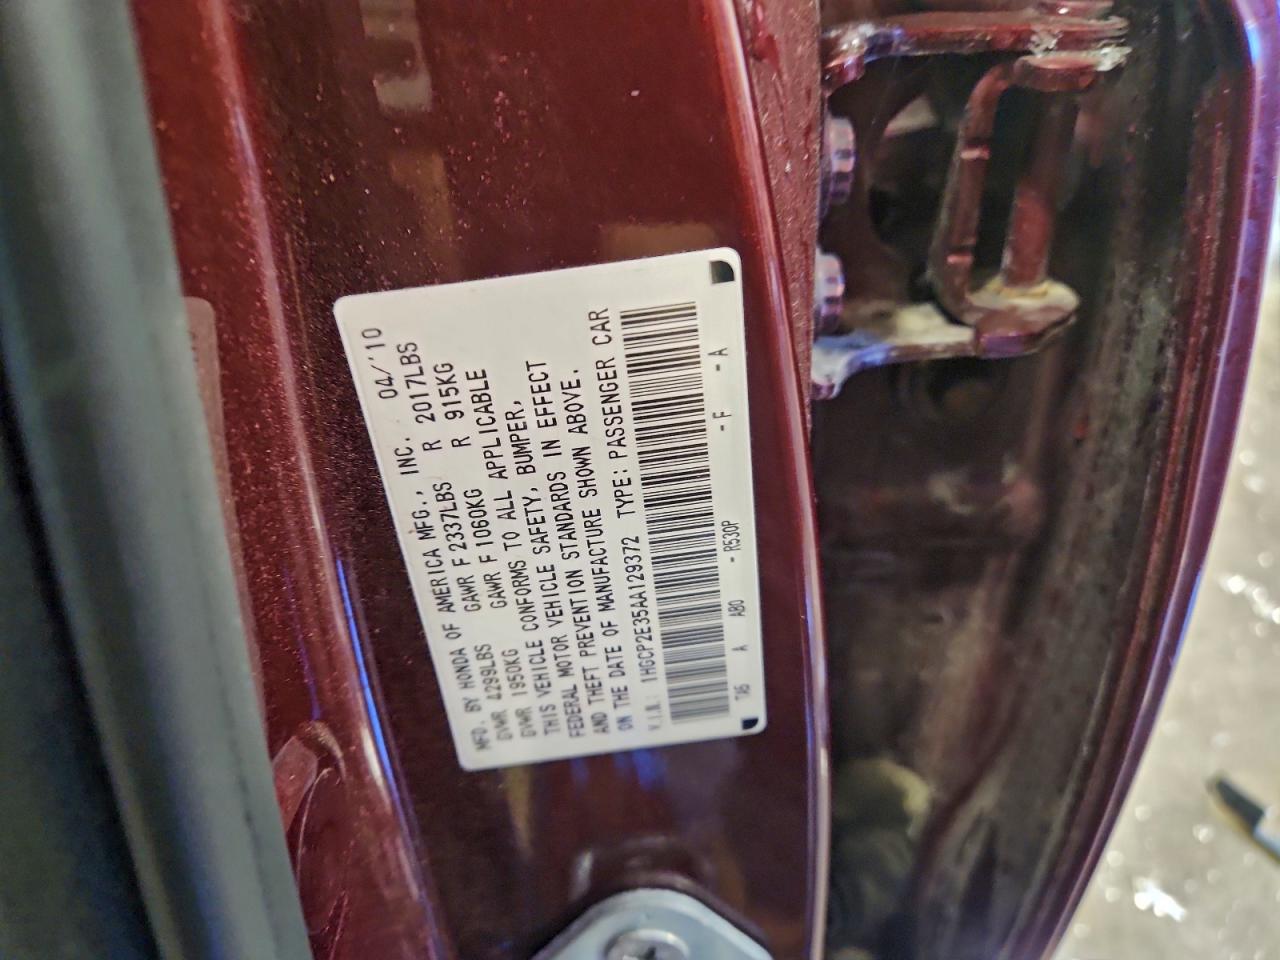 MFD. BY HONDA OF AMERICA MFG., INC. 04/'10
GVWR 4299LBS GAWR F 2337LBS R 2017LBS
GVWR 1950KG GAWR F 1060KG R 915KG
THIS VEHICLE CONFORMS TO ALL APPLICABLE
FEDERAL MOTOR VEHICLE SAFETY, BUMPER,
AND THEFT PREVENTION STANDARDS IN EFFECT
ON THE DATE OF MANUFACTURE SHOWN ABOVE.
V.I.N.: 1HGCP2E35AA129372 TYPE: PASSENGER CAR
TA5 A AB0 - R530P - F - A